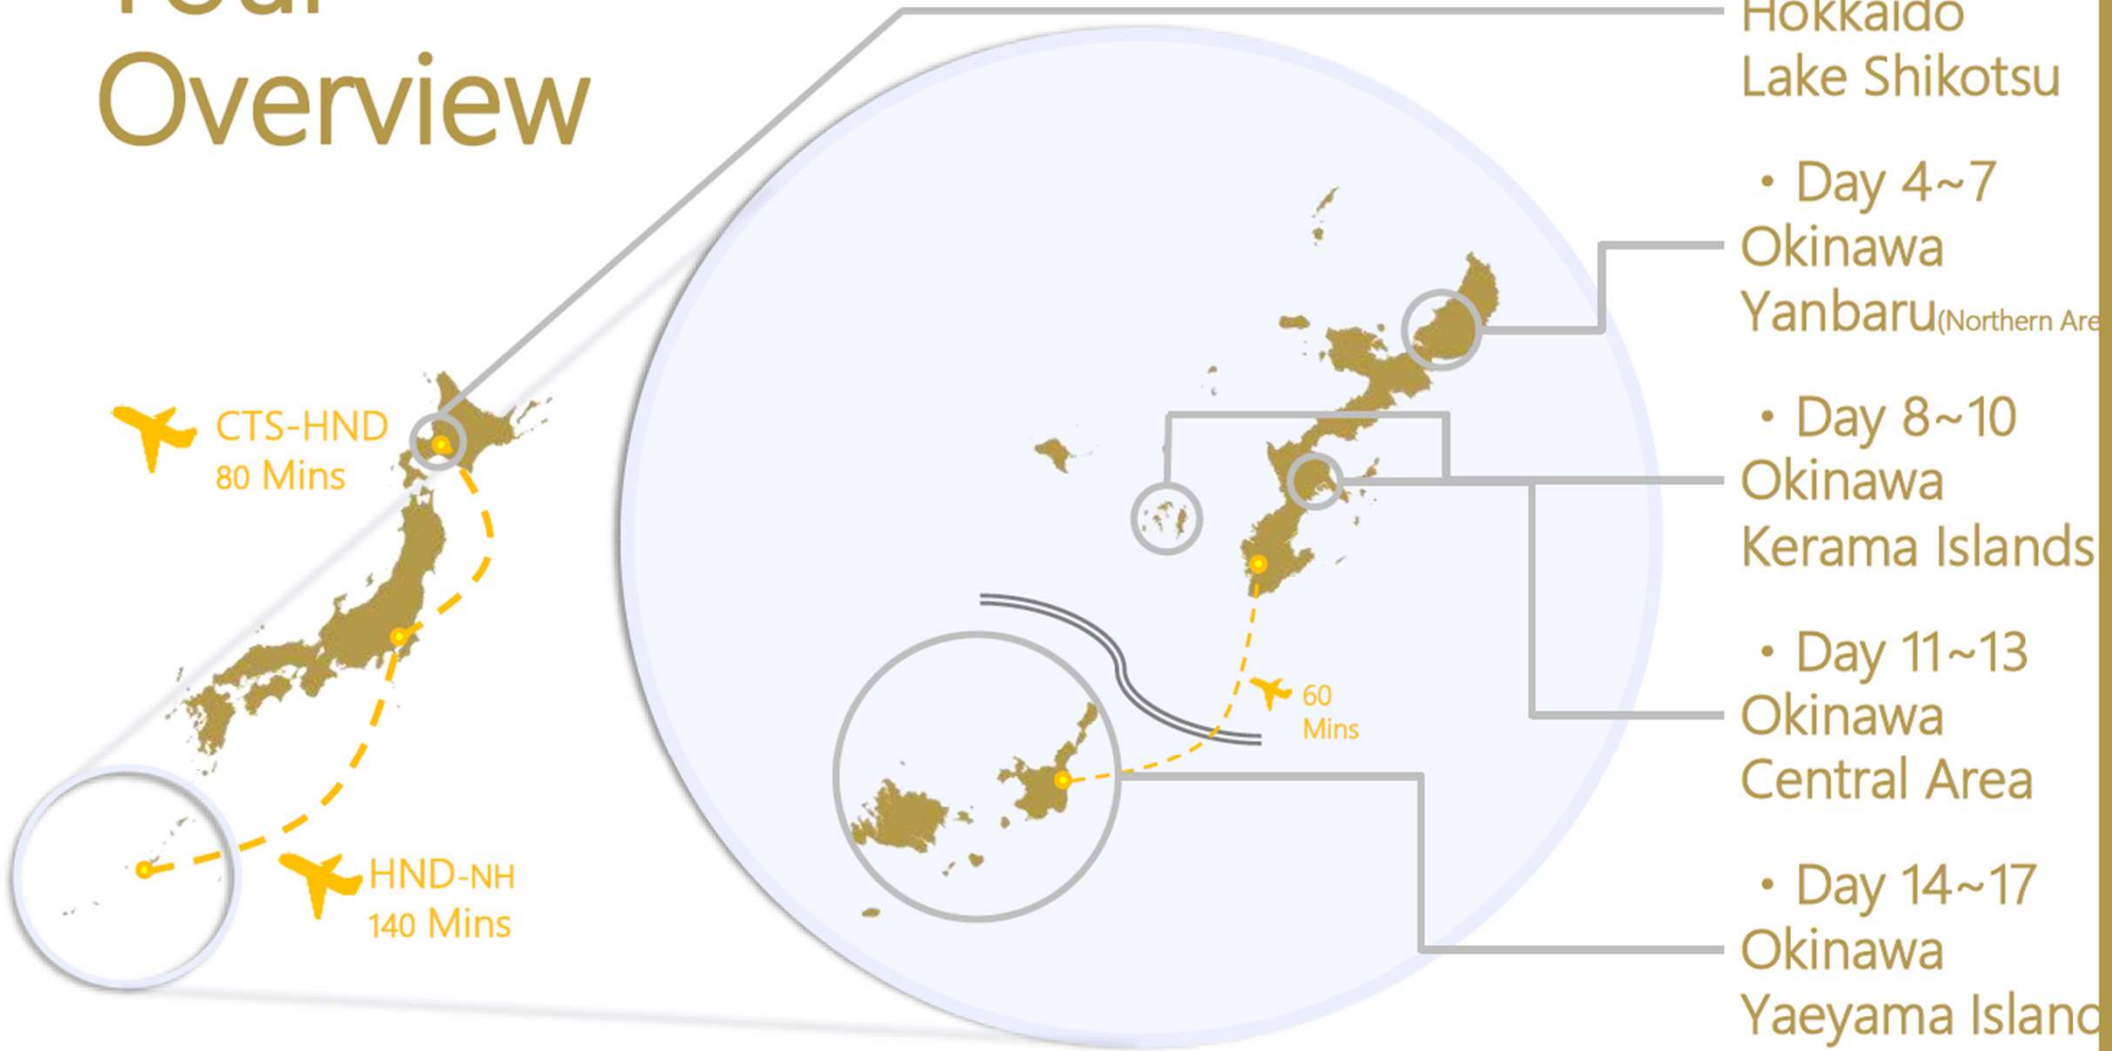 Tour
Overview
CTS-HND
80 Mins
HND-NH
140 Mins
60
Mins
Hokkaido
Lake Shikotsu
・Day 4~7
Okinawa
Yanbaru(Northern Are
・Day 8~10
Okinawa
Kerama Islands
・Day 11~13
Okinawa
Central Area
・Day 14~17
Okinawa
Yaeyama Island